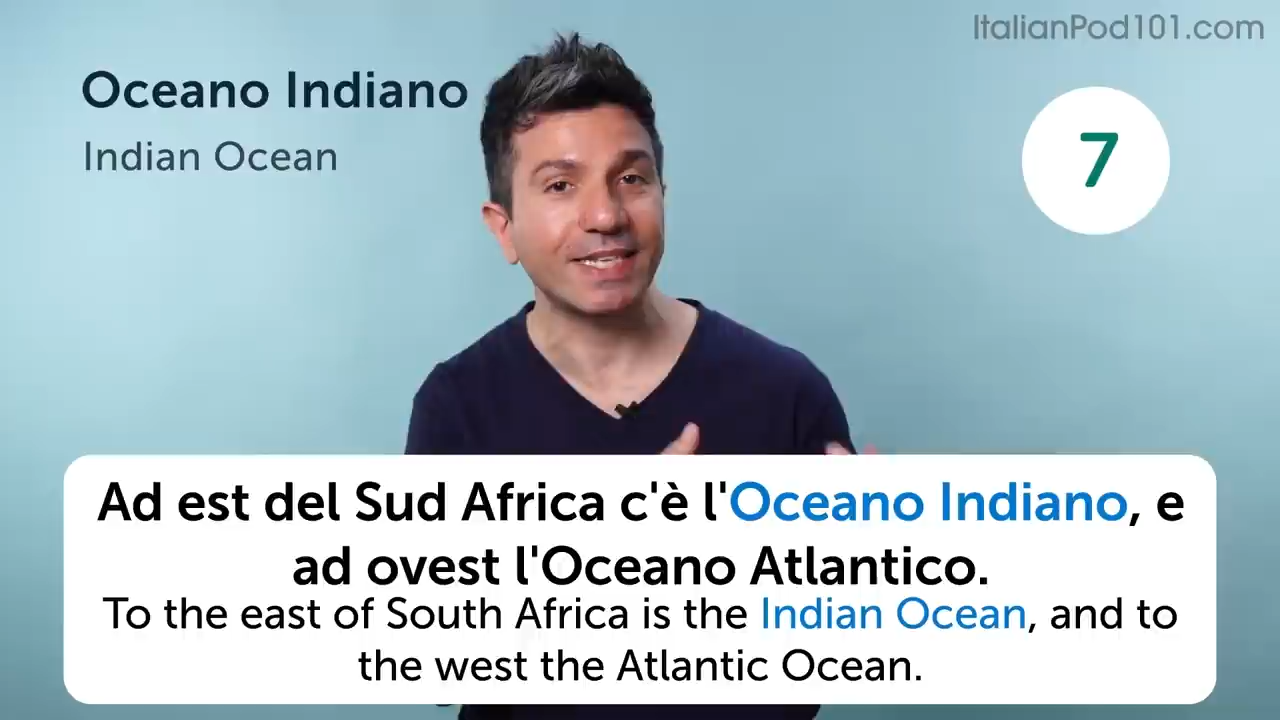 ItalianPod101.com
Oceano Indiano
Indian Ocean
7
Ad est del Sud Africa c'è l'Oceano Indiano, e
ad ovest l'Oceano Atlantico.
To the east of South Africa is the Indian Ocean, and to
the west the Atlantic Ocean.